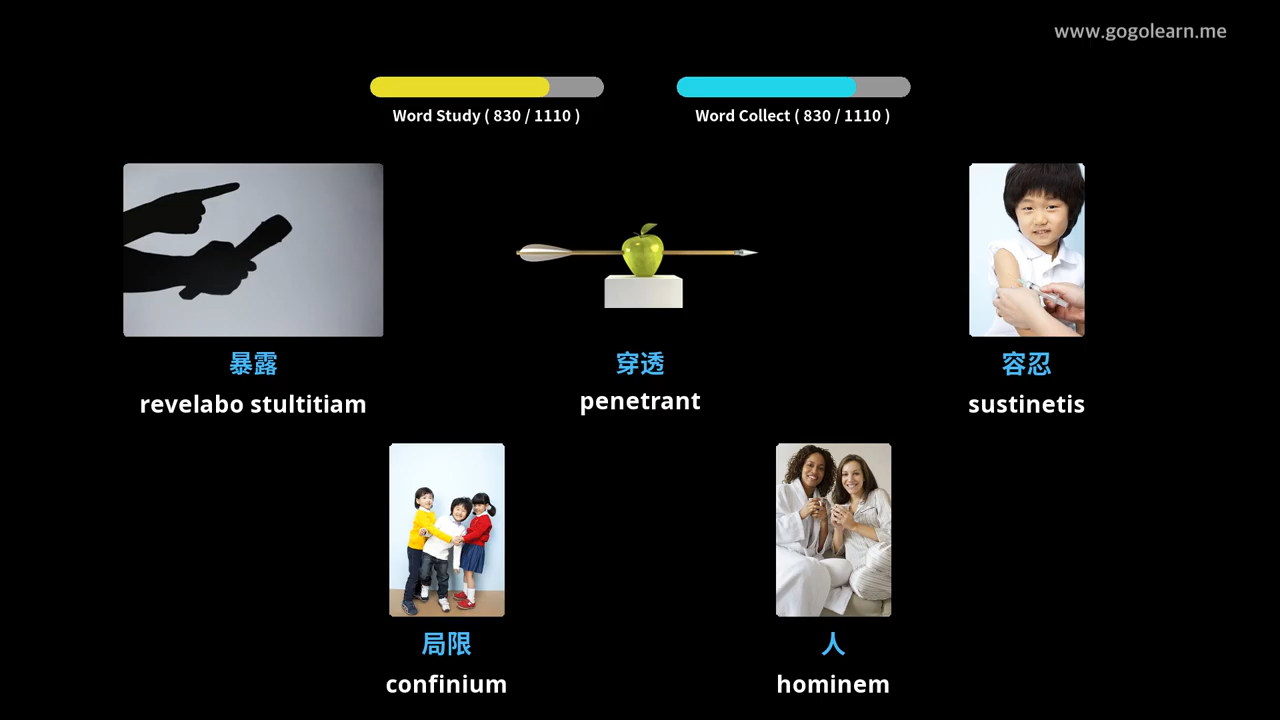 www.gogolearn.me
Word Study ( 830 / 1110 )
Word Collect ( 830 / 1110 )
暴露
revelabo stultitiam
穿透
penetrant
容忍
sustinetis
局限
confinium
人
hominem